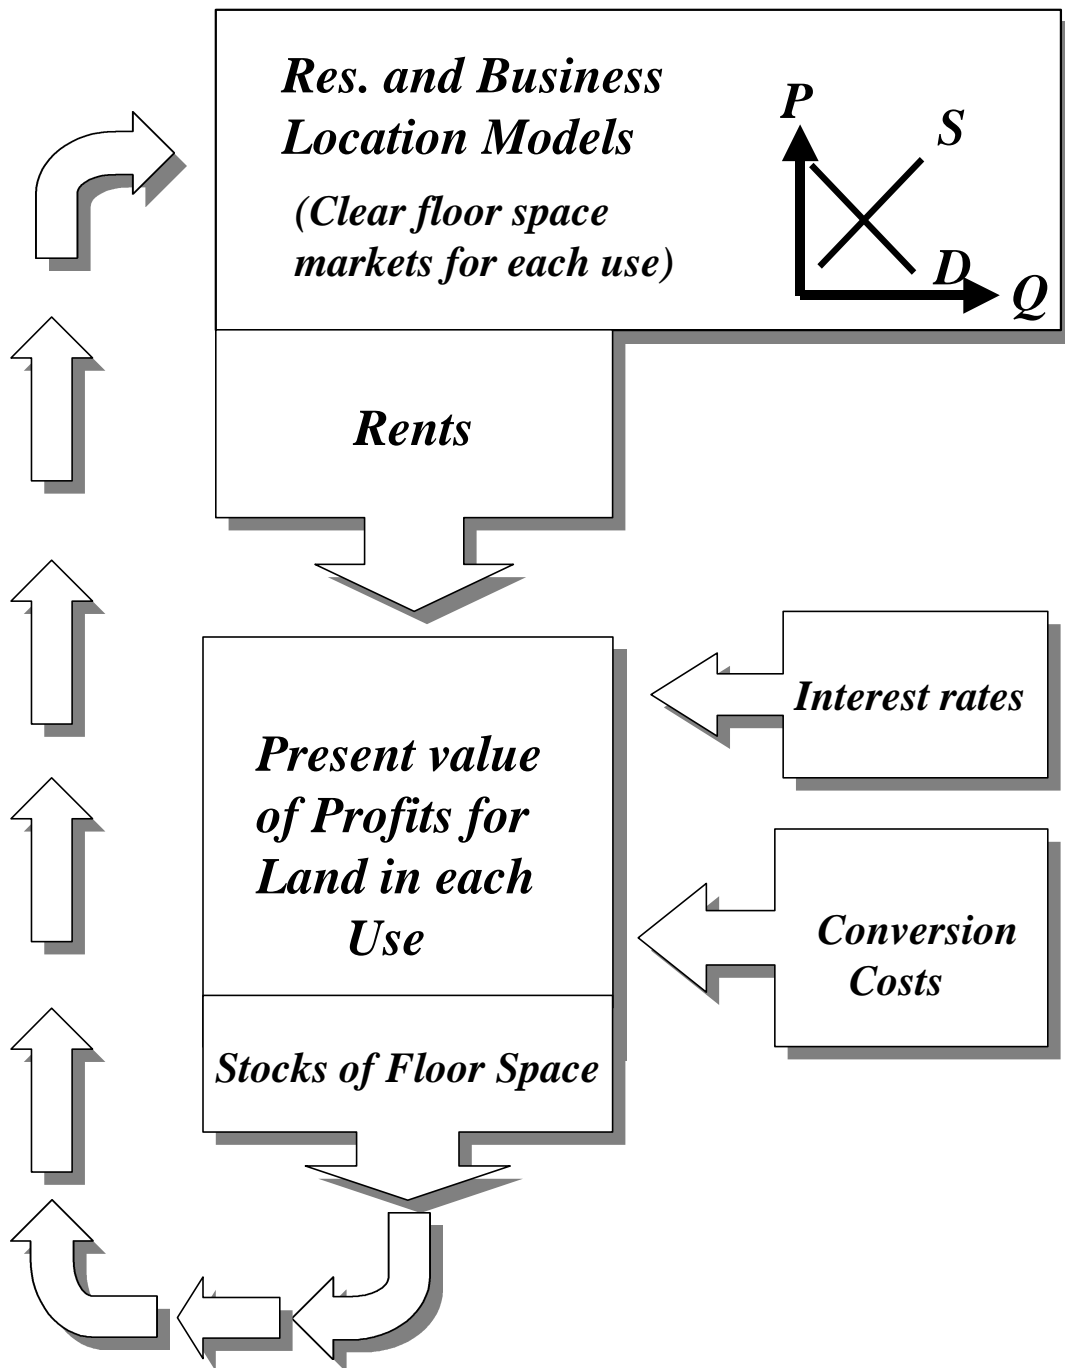 Res. and Business
Location Models
(Clear floor space
markets for each use)
P
S
D
Q
Rents
Interest rates
Present value
of Profits for
Land in each
Use
Conversion
Costs
Stocks of Floor Space